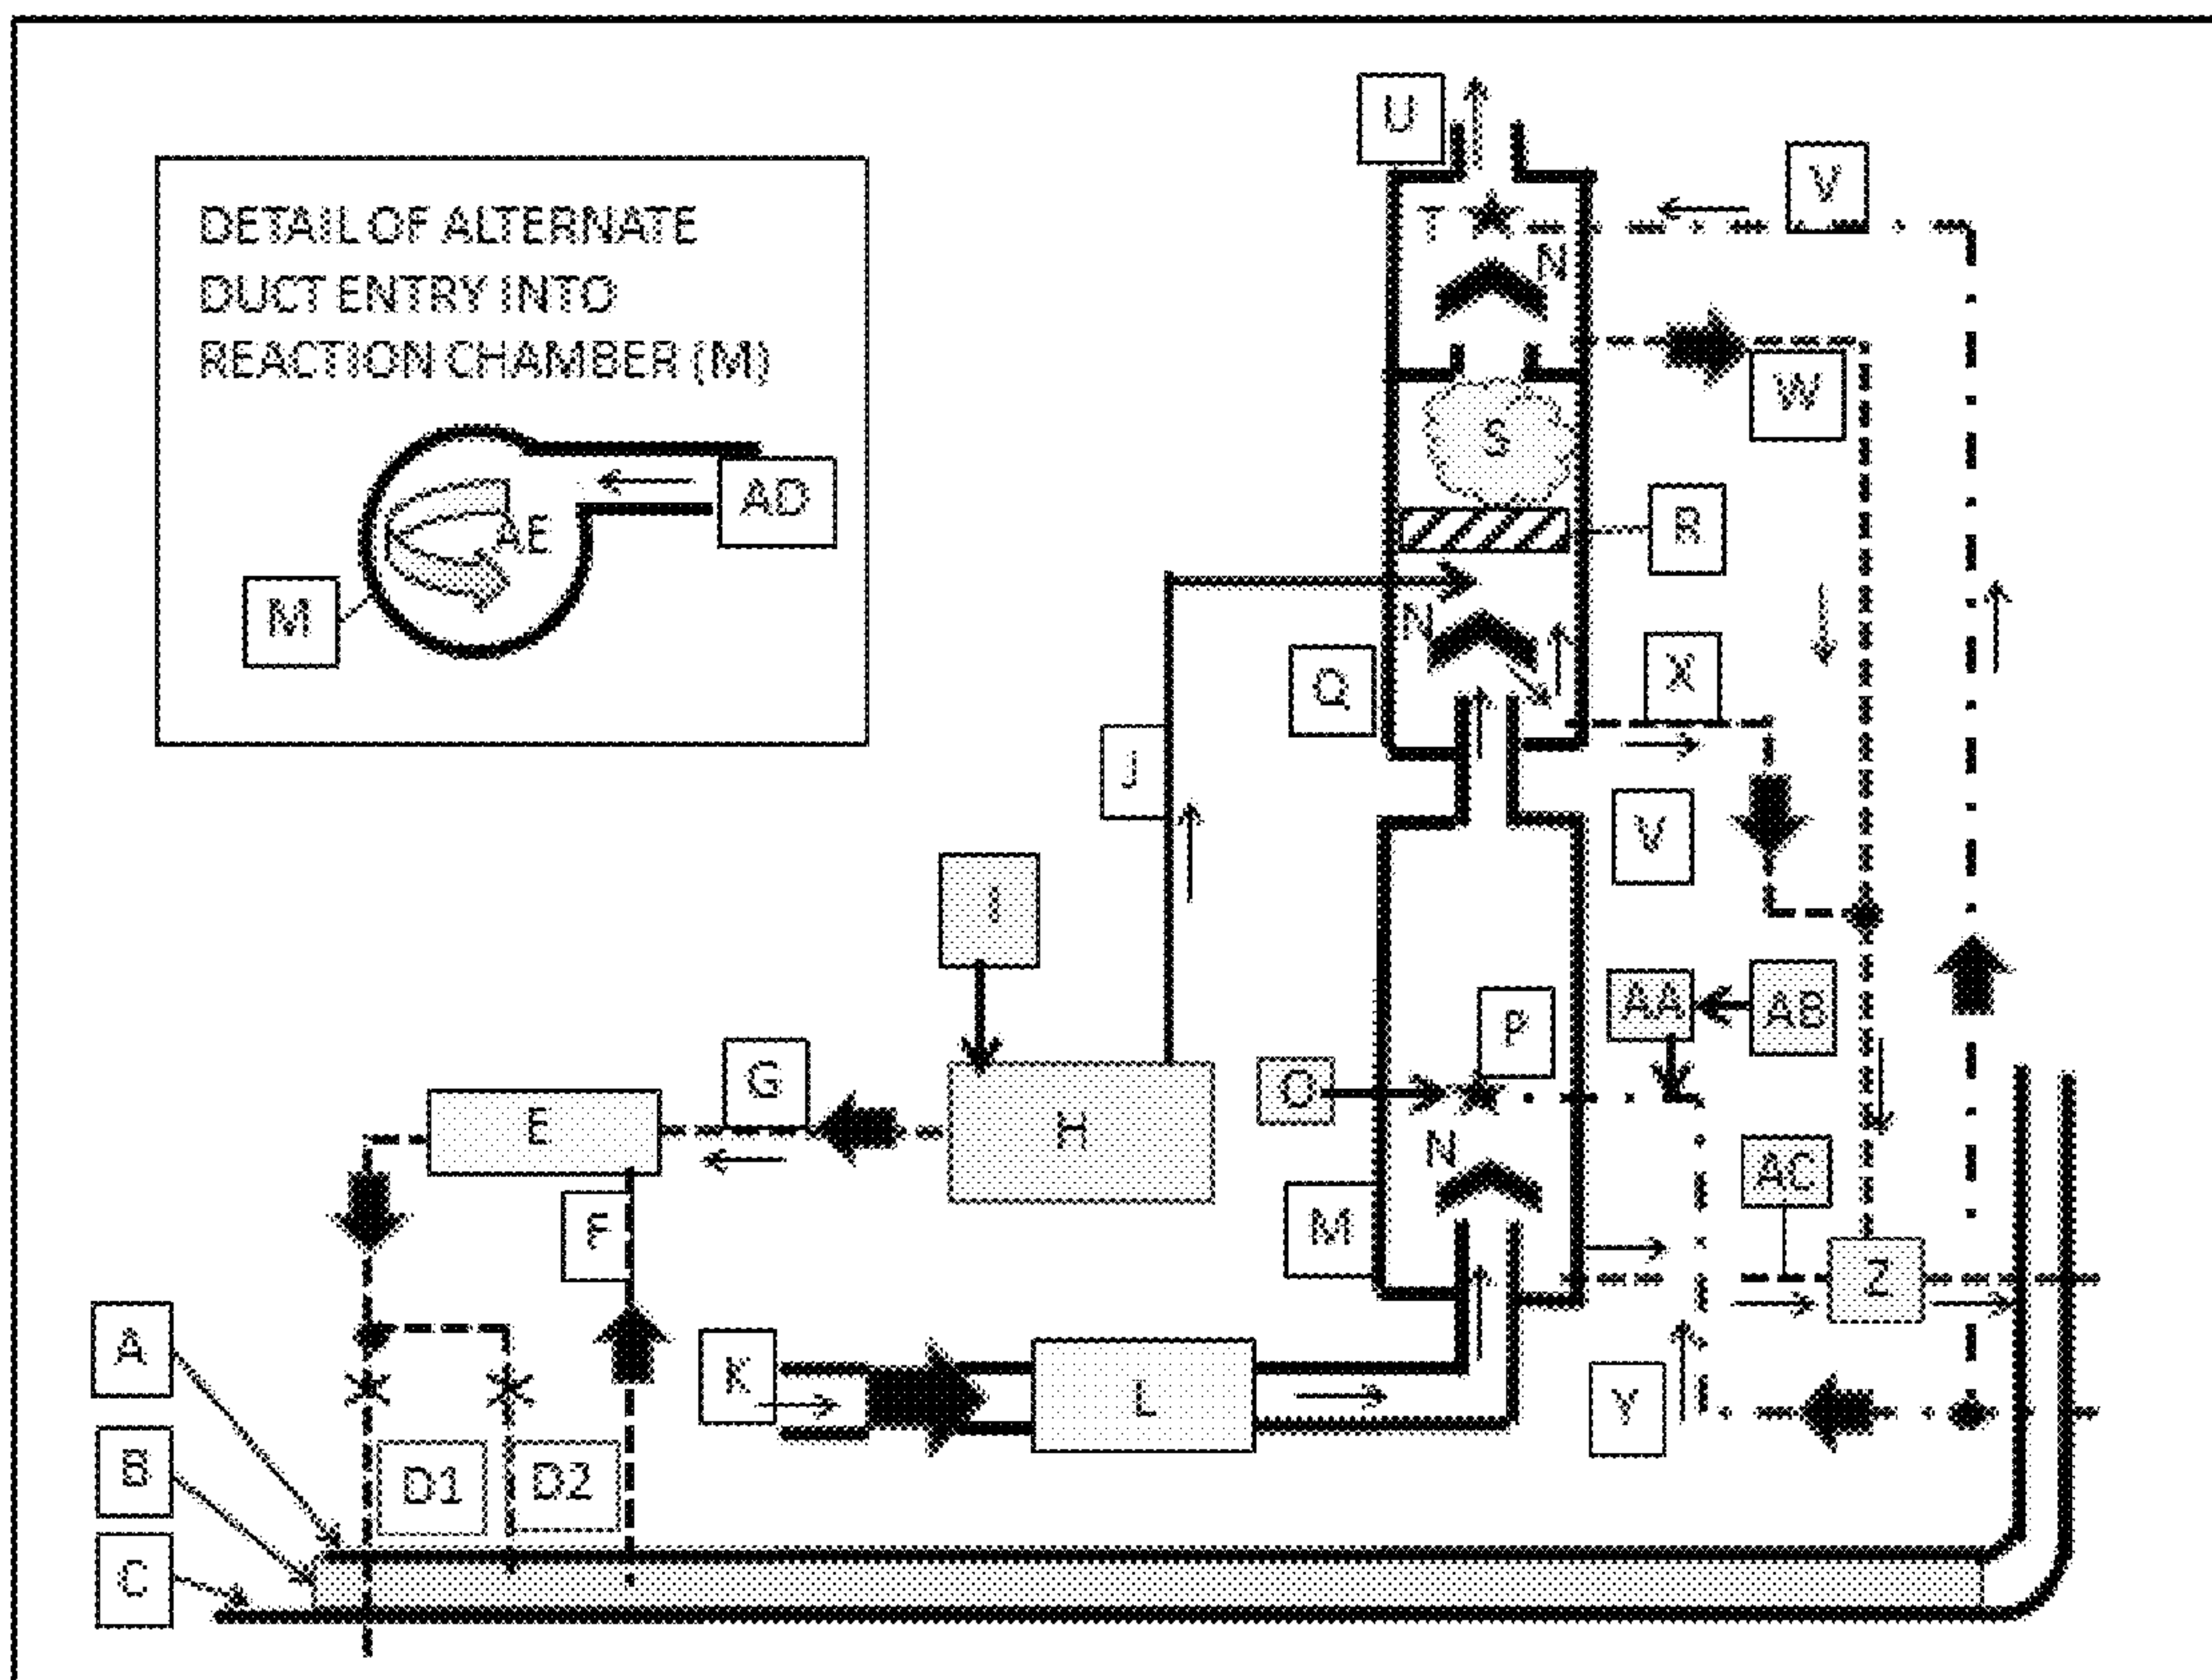 U
V
DETAIL OF ALTERNATE
DUCT ENTRY INTO
REACTION CHAMBER (M)
T
N
W
S
AD
R
AE
M
N
Q
X
J
V
I
AA
AB
P
O
G
E
H
N
AC
F
M
Z
A
K
L
Y
B
D1
D2
C